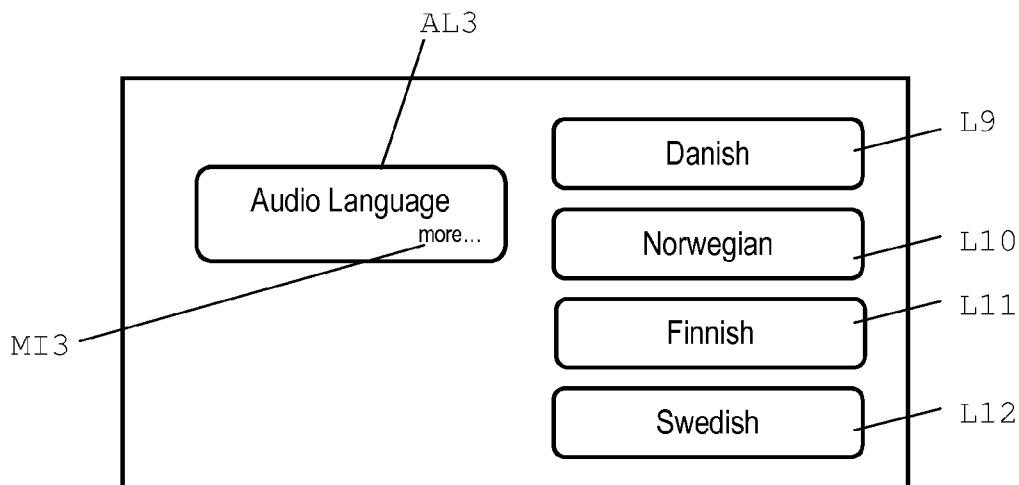 AL3
Danish
L9
Audio Language
more...
Norwegian
L10
Finnish
L11
MI3
Swedish
L12